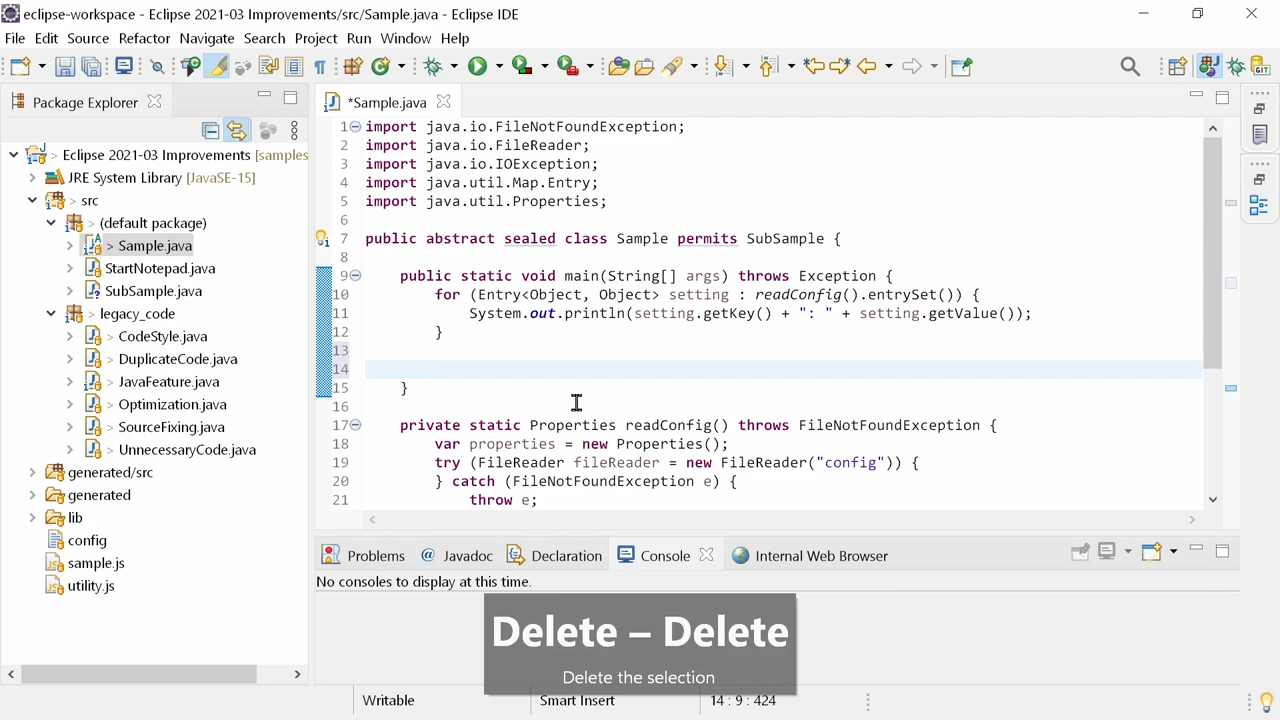 eclipse-workspace - Eclipse 2021-03 Improvements/src/Sample.java - Eclipse IDE
File Edit Source Refactor Navigate Search Project Run Window Help
Package Explorer
> Eclipse 2021-03 Improvements [samples
JRE System Library [JavaSE-15]
> src
> (default package)
> Sample.java
> StartNotepad.java
> SubSample.java
> legacy_code
> CodeStyle.java
> DuplicateCode.java
> JavaFeature.java
> Optimization.java
> SourceFixing.java
> UnnecessaryCode.java
generated/src
generated
lib
config
sample.js
utility.js
*Sample.java
1 import java.io.FileNotFoundException;
2 import java.io.FileReader;
3 import java.io.IOException;
4 import java.util.Map.Entry;
5 import java.util.Properties;
6
7 public abstract sealed class Sample permits SubSample {
8
9 public static void main(String[] args) throws Exception {
10 for (Entry<Object, Object> setting : readConfig().entrySet()) {
11 System.out.println(setting.getKey() + ": " + setting.getValue());
12 }
13
14
15 }
16
17 private static Properties readConfig() throws FileNotFoundException {
18 var properties = new Properties();
19 try (FileReader fileReader = new FileReader("config")) {
20 } catch (FileNotFoundException e) {
21 throw e;
Problems @ Javadoc Declaration Console Internal Web Browser
No consoles to display at this time.
Delete – Delete
Delete the selection
Writable Smart Insert 14 : 9 : 424